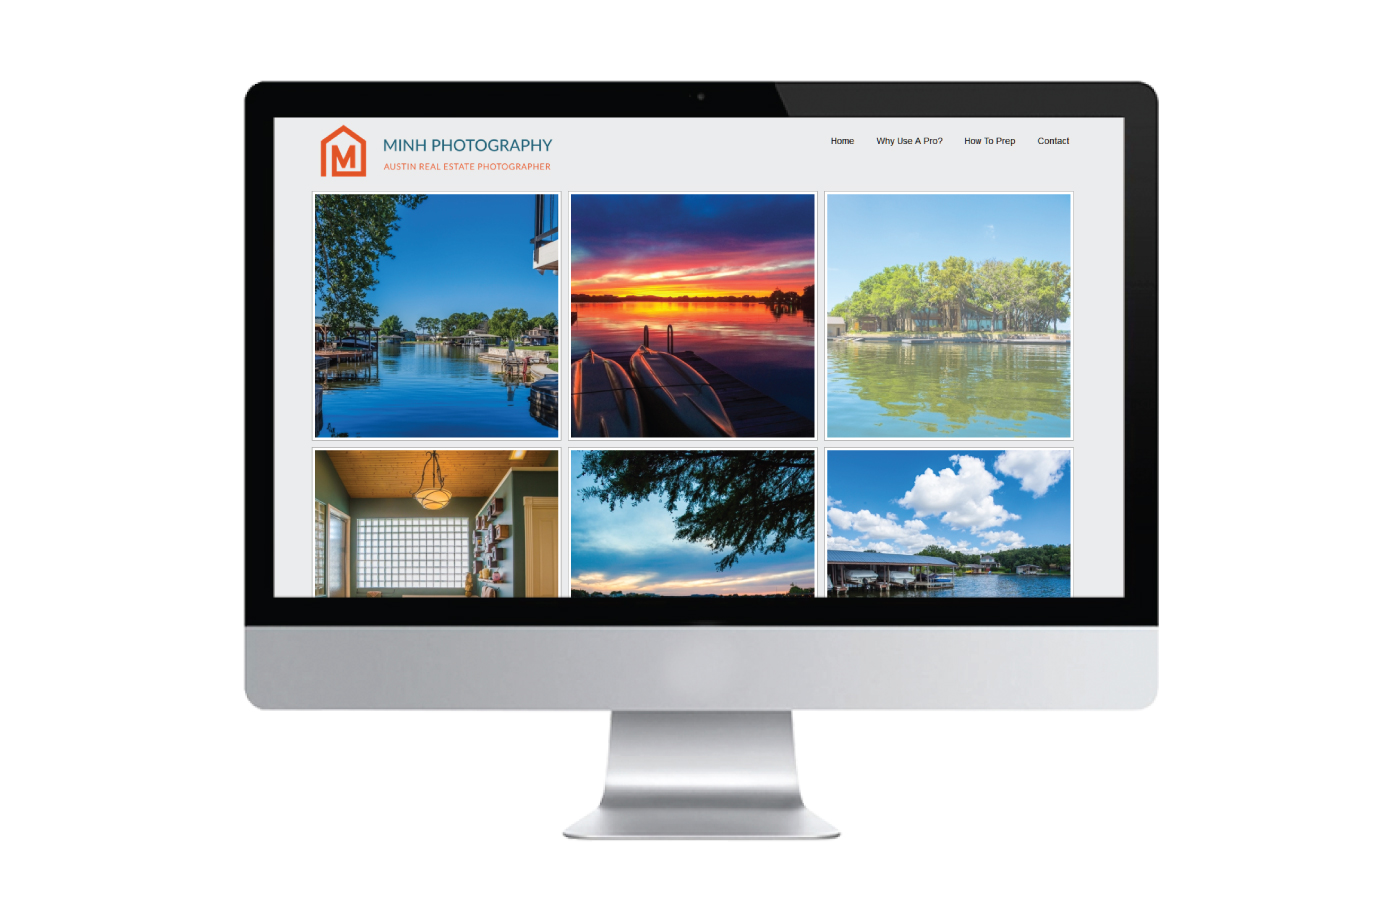 M
MINH PHOTOGRAPHY
AUSTIN REAL ESTATE PHOTOGRAPHER
Home
Why Use A Pro?
How To Prep
Contact